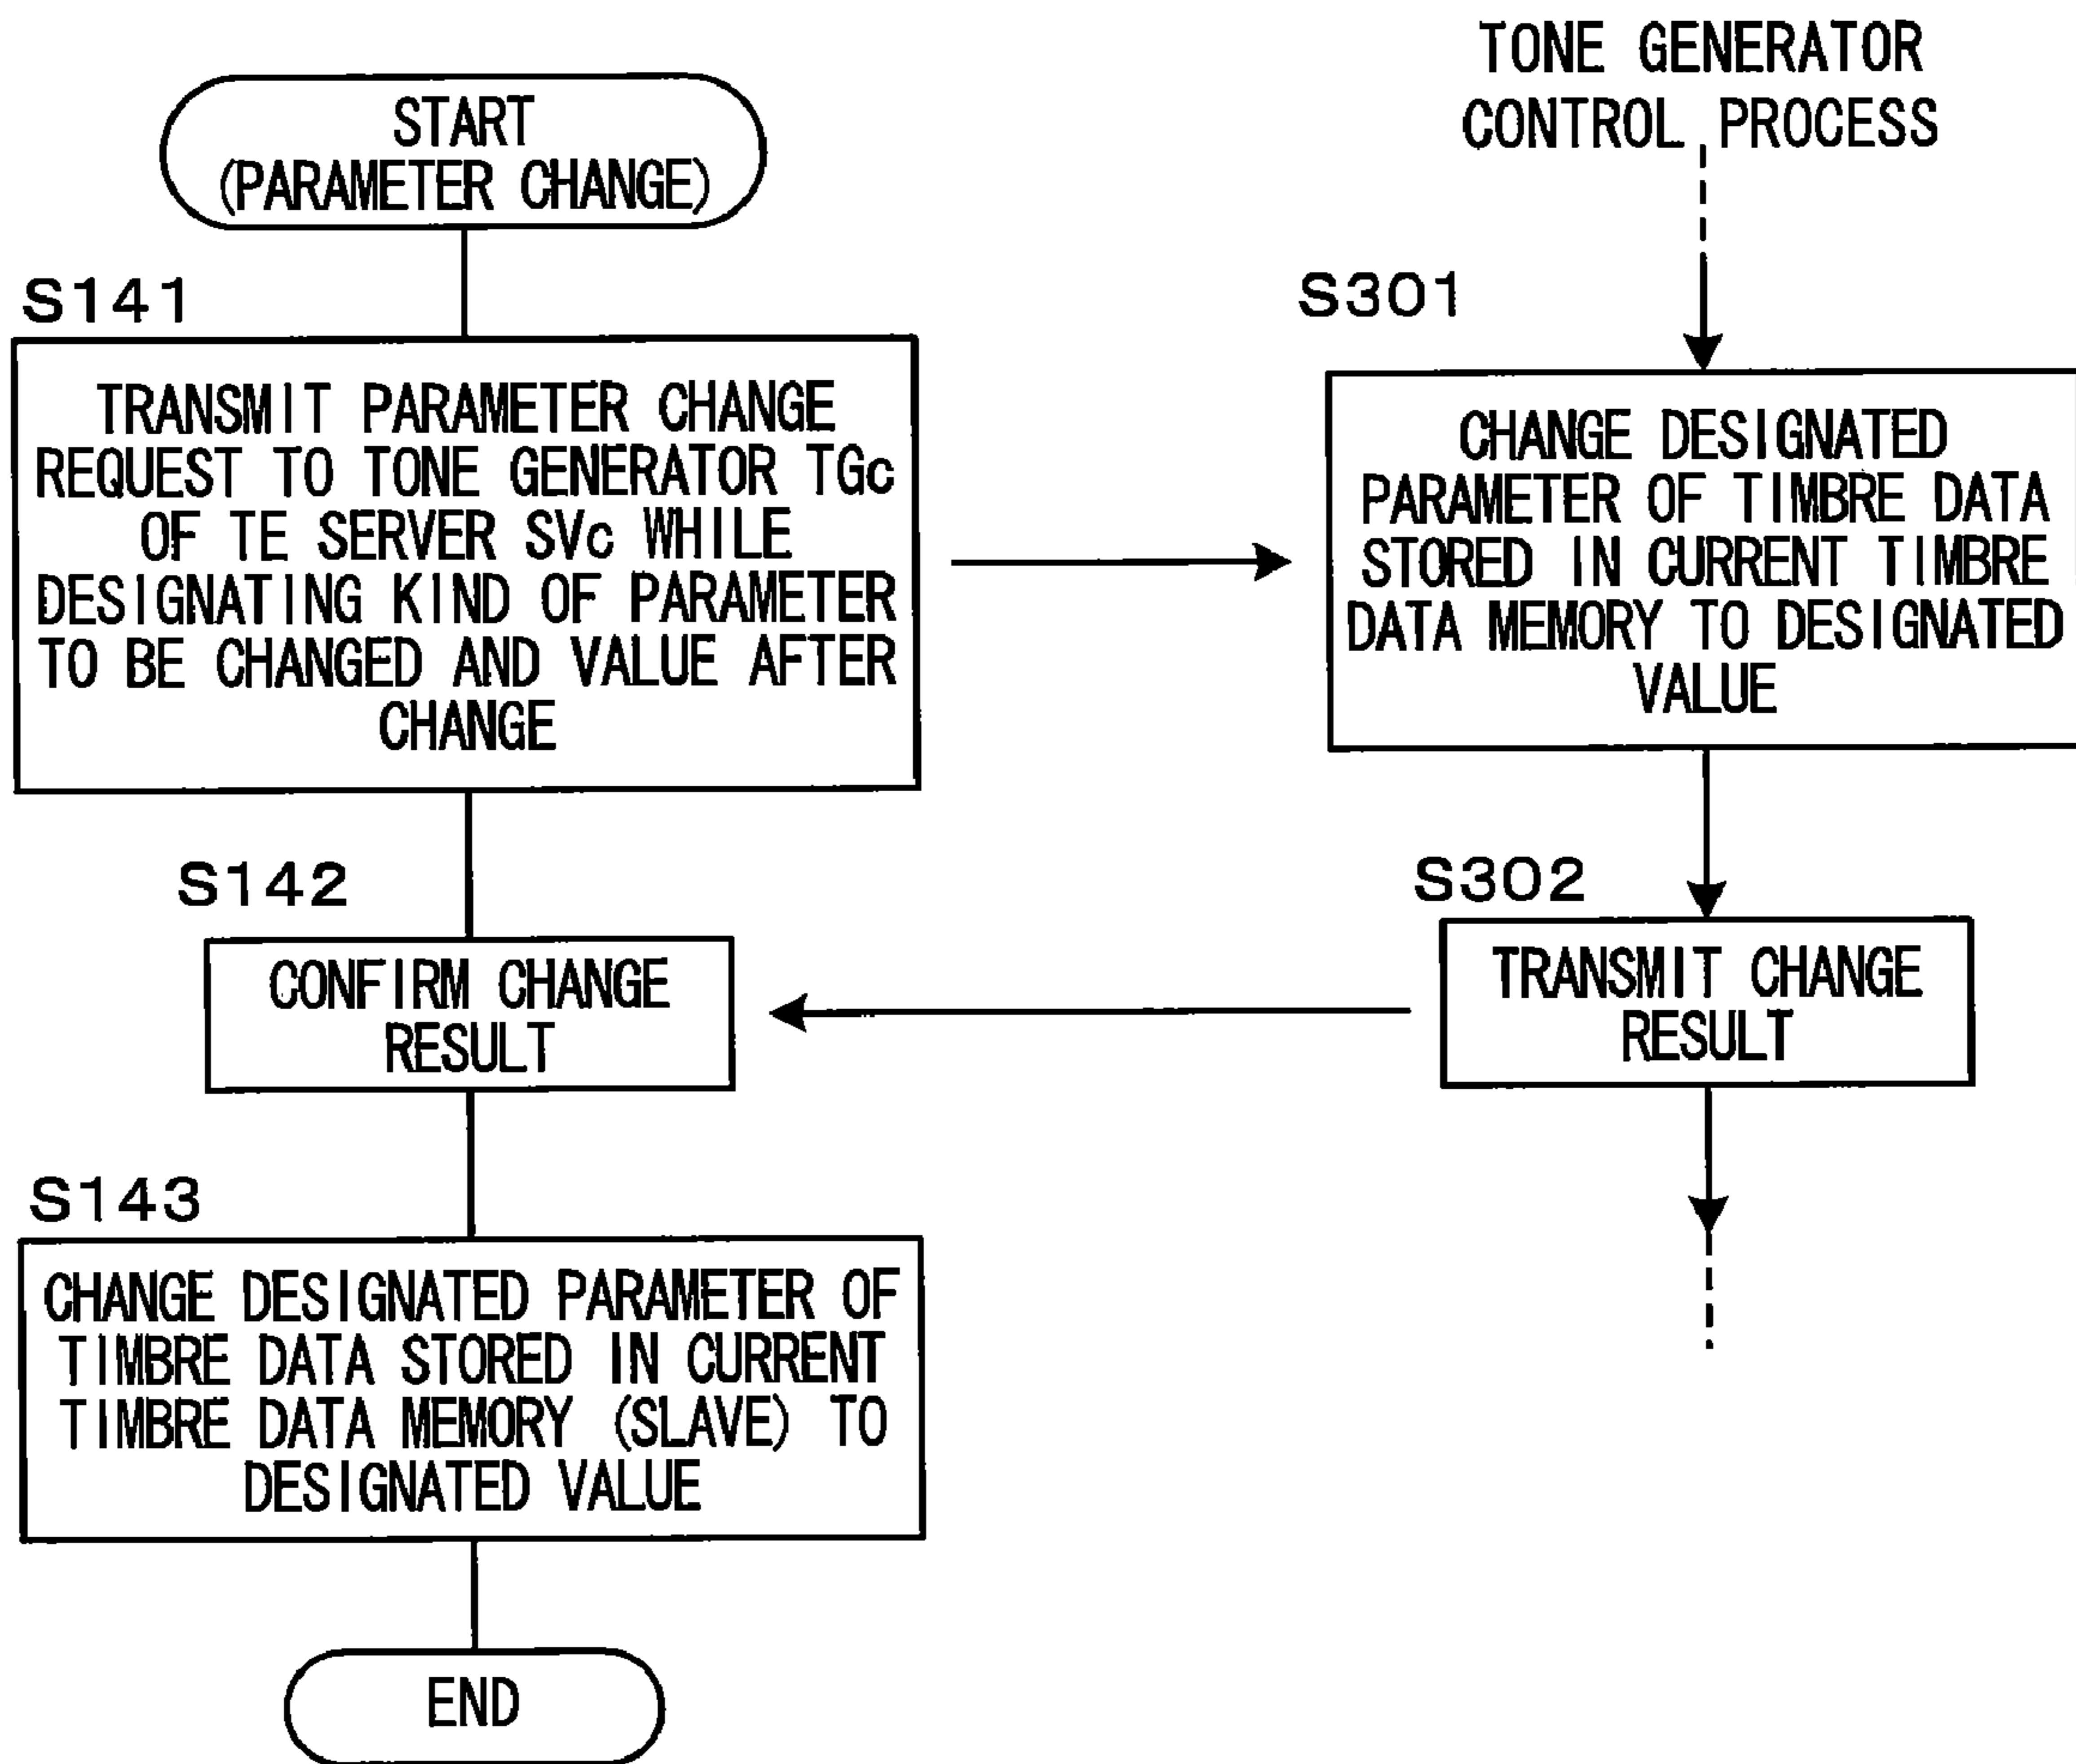 START
(PARAMETER CHANGE)
S141
TRANSMIT PARAMETER CHANGE
REQUEST TO TONE GENERATOR TGc
OF TE SERVER SVc WHILE
DESIGNATING KIND OF PARAMETER
TO BE CHANGED AND VALUE AFTER
CHANGE
S142
CONFIRM CHANGE
RESULT
S143
CHANGE DESIGNATED PARAMETER OF
TIMBRE DATA STORED IN CURRENT
TIMBRE DATA MEMORY (SLAVE) TO
DESIGNATED VALUE
END
TONE GENERATOR
CONTROL PROCESS
S301
CHANGE DESIGNATED
PARAMETER OF TIMBRE DATA
STORED IN CURRENT TIMBRE
DATA MEMORY TO DESIGNATED
VALUE
S302
TRANSMIT CHANGE
RESULT